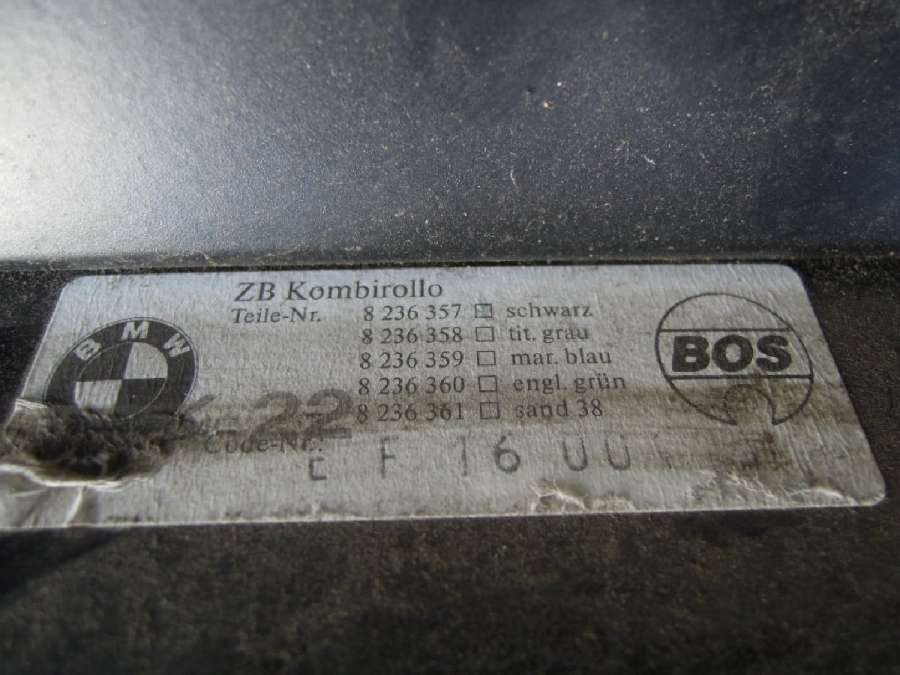 ZB Kombirollo
Teile-Nr. 8 236 357 schwarz
8 236 358 tit. grau
8 236 359 mar. blau
8 236 360 engl. grün
8 236 361 sand 38
BMW
BOS
22
Code-Nr.:
E F 16 00